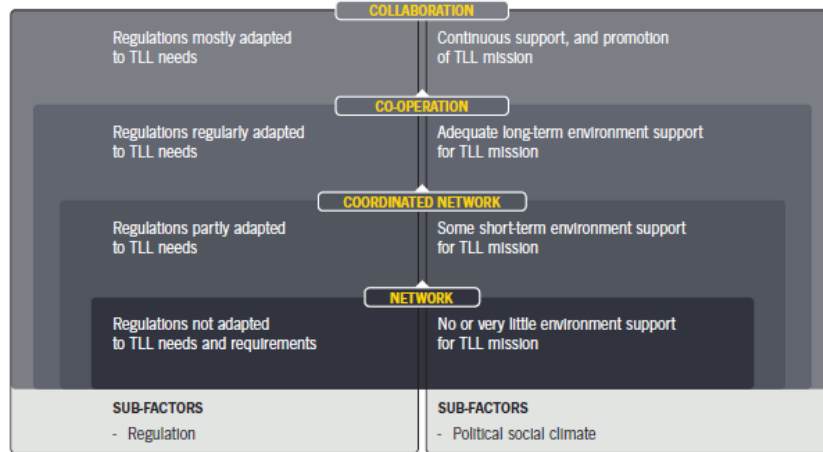 COLLABORATION
Regulations mostly adapted
to TLL needs
Continuous support, and promotion
of TLL mission
CO-OPERATION
Regulations regularly adapted
to TLL needs
Adequate long-term environment support
for TLL mission
COORDINATED NETWORK
Regulations partly adapted
to TLL needs
Some short-term environment support
for TLL mission
NETWORK
Regulations not adapted
to TLL needs and requirements
No or very little environment support
for TLL mission
SUB-FACTORS
- Regulation
SUB-FACTORS
- Political social climate